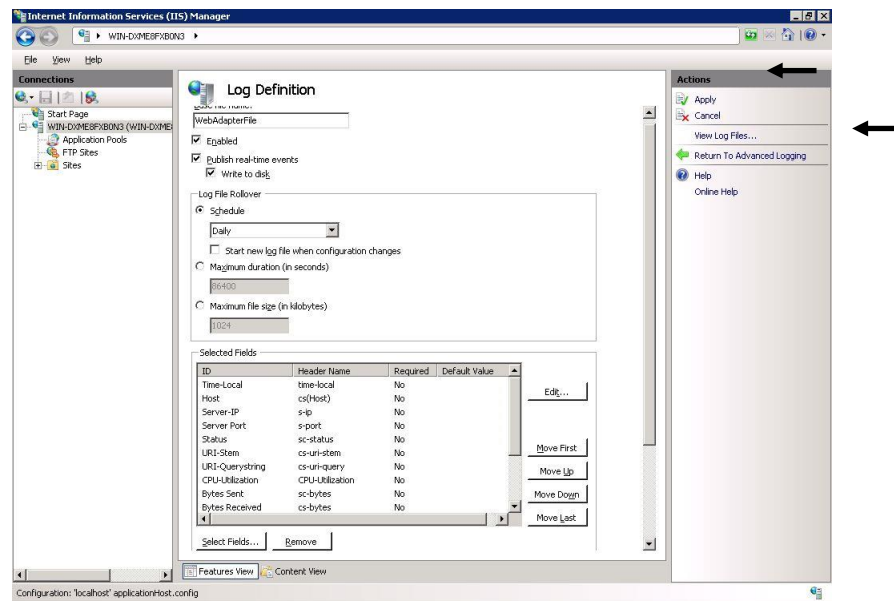 Internet Information Services (IIS) Manager
WIN-DXME8FXB0N3
File View Help
Connections
Start Page
WIN-DXME8FXB0N3 (WIN-DXME
Application Pools
FTP Sites
Sites
Log Definition
Base file name:
WebAdapterFile
Enabled
Publish real-time events
Write to disk
Log File Rollover
Schedule
Daily
Start new log file when configuration changes
Maximum duration (in seconds)
86400
Maximum file size (in kilobytes)
1024
Selected Fields
ID Header Name Required Default Value
Time-Local time-local No
Host cs(Host) No
Server-IP s-ip No
Server Port s-port No
Status sc-status No
URI-Stem cs-uri-stem No
URI-Querystring cs-uri-query No
CPU-Utilization CPU-Utilization No
Bytes Sent sc-bytes No
Bytes Received cs-bytes No
Edit...
Move First
Move Up
Move Down
Move Last
Select Fields... Remove
Features View Content View
Actions
Apply
Cancel
View Log Files...
Return To Advanced Logging
Help
Online Help
Configuration: 'localhost' applicationHost.config